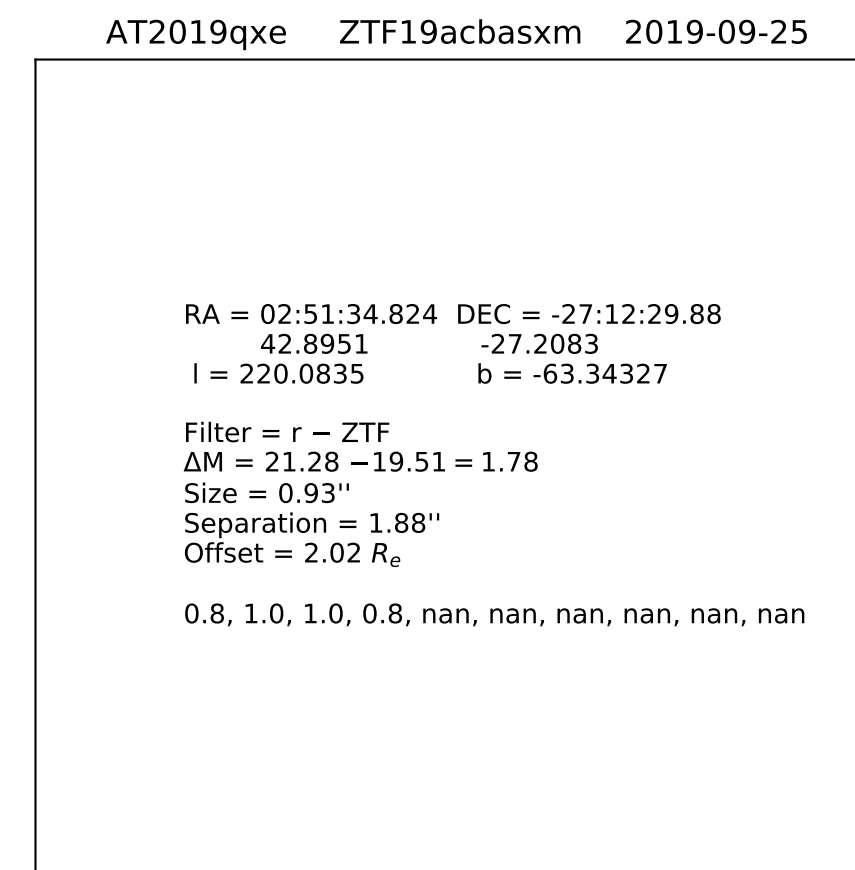 AT2019qxe ZTF19acbasxm 2019-09-25
RA = 02:51:34.824 DEC = -27:12:29.88
42.8951 -27.2083
l = 220.0835 b = -63.34327
Filter = r − ZTF
ΔM = 21.28 −19.51 = 1.78
Size = 0.93''
Separation = 1.88''
Offset = 2.02 Re
0.8, 1.0, 1.0, 0.8, nan, nan, nan, nan, nan, nan